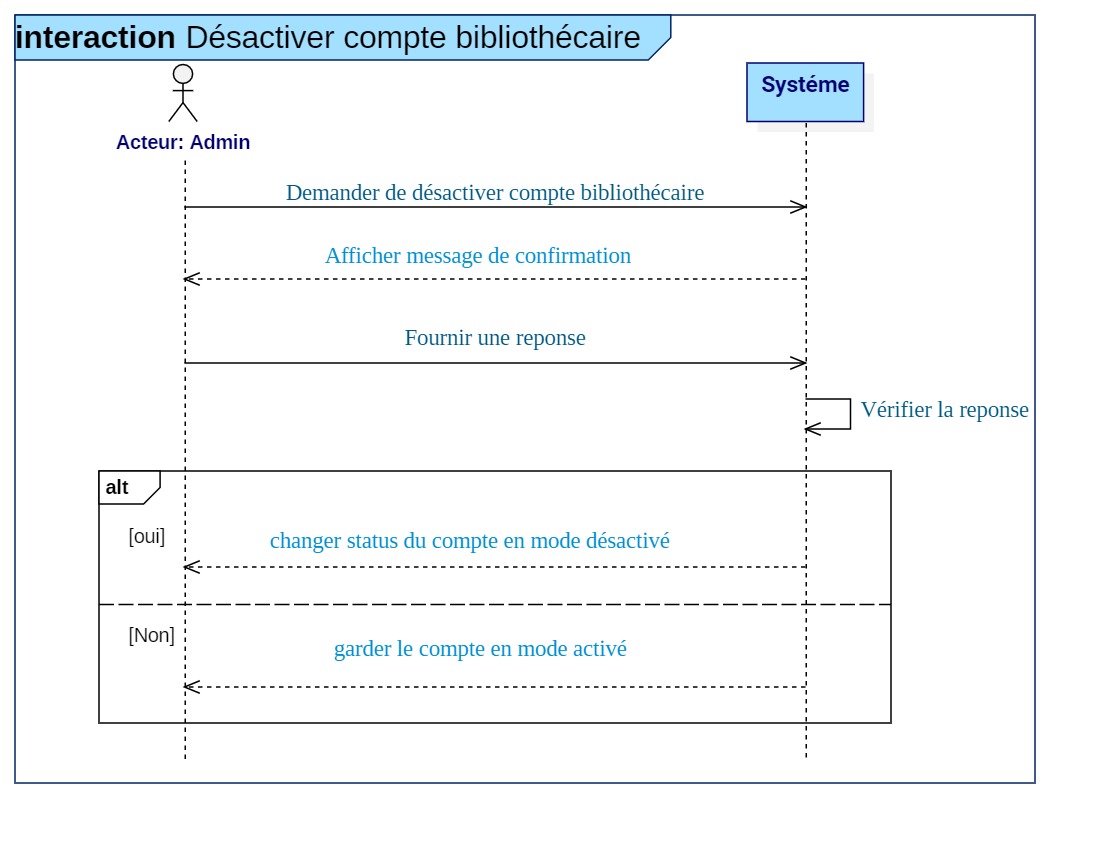 interaction Désactiver compte bibliothécaire
Systéme
Acteur: Admin
Demander de désactiver compte bibliothécaire
Afficher message de confirmation
Fournir une reponse
Vérifier la reponse
alt
[oui]
changer status du compte en mode désactivé
[Non]
garder le compte en mode activé